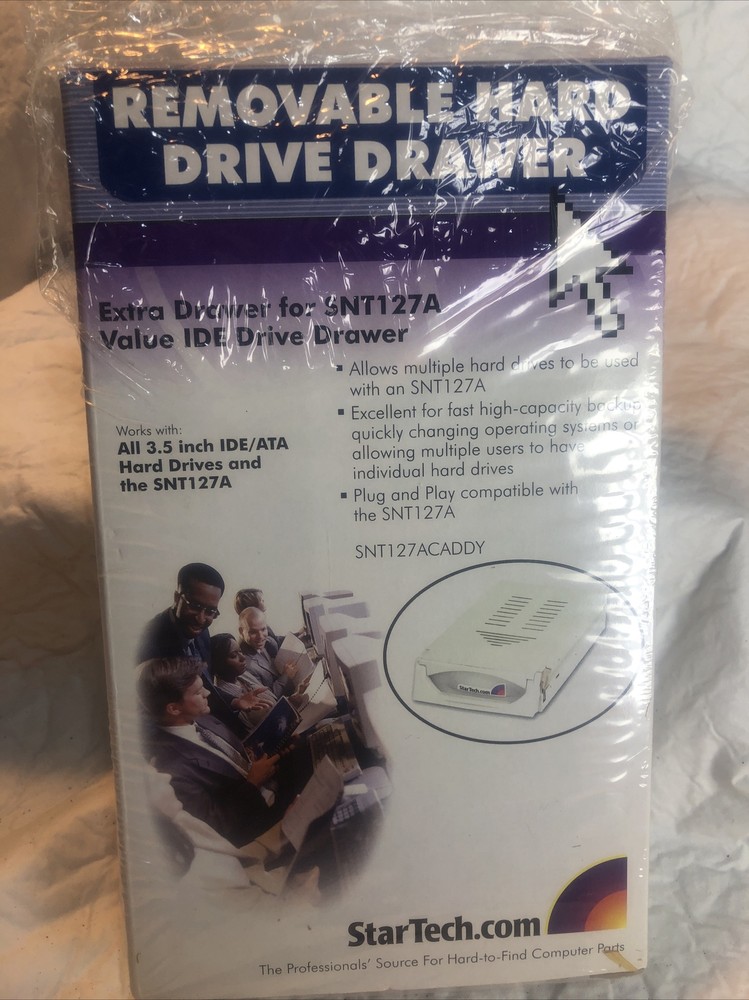 REMOVABLE HARD
DRIVE DRAWER
Extra Drawer for SNT127A
Value IDE Drive Drawer
▪ Allows multiple hard drives to be used
with an SNT127A
▪ Excellent for fast high-capacity backup
quickly changing operating systems or
allowing multiple users to have
individual hard drives
▪ Plug and Play compatible with
the SNT127A
Works with:
All 3.5 inch IDE/ATA
Hard Drives and
the SNT127A
SNT127ACADDY
StarTech.com
StarTech.com
The Professionals' Source For Hard-to-Find Computer Parts